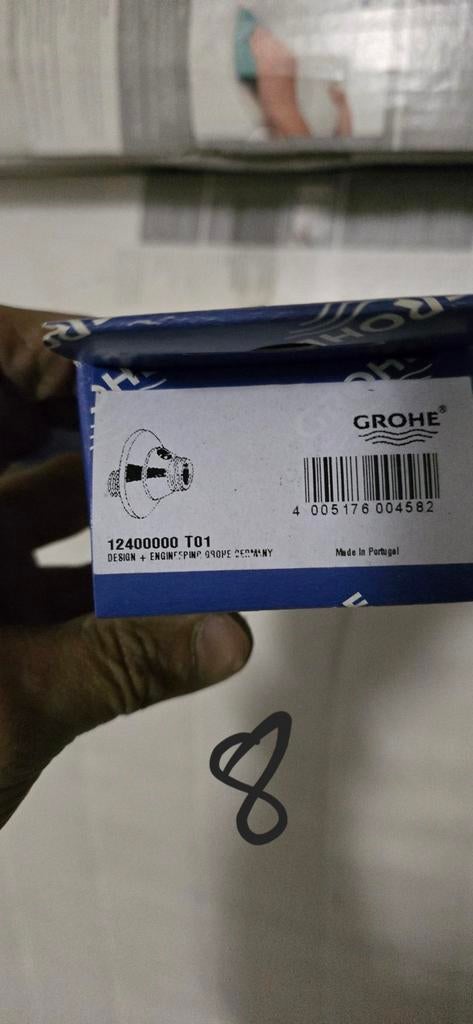 GROHE®
4 005176 004582
12400000 T01
DESIGN + ENGINEERING GROHE GERMANY
Made In Portugal
8